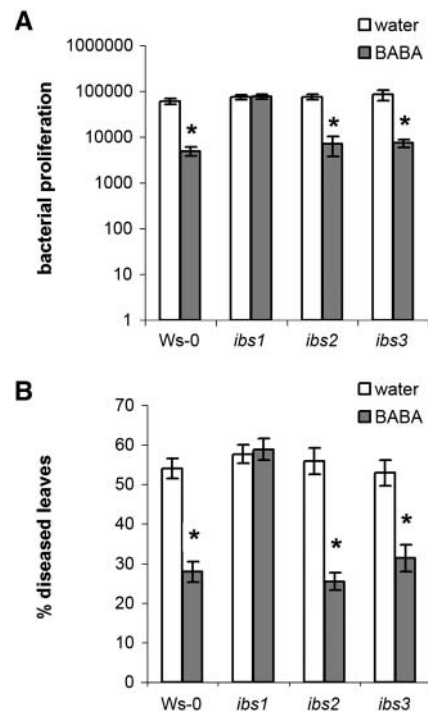 A
water
BABA
1000000
100000
10000
1000
100
10
1
bacterial proliferation
* * *
Ws-0 ibs1 ibs2 ibs3
B
water
BABA
70
60
50
40
30
20
10
0
% diseased leaves
* * *
Ws-0 ibs1 ibs2 ibs3